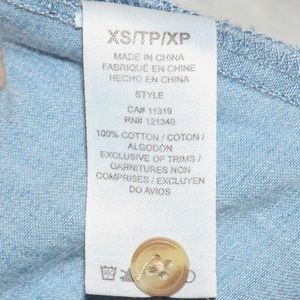 XS/TP/XP
MADE IN CHINA
FABRIQUÉ EN CHINE
HECHO EN CHINA
STYLE
CA# 11319
RN# 121345
100% COTTON / COTON /
ALGODÓN
EXCLUSIVE OF TRIMS /
GARNITURES NON
COMPRISES / EXCLUYEN
DO AVIOS